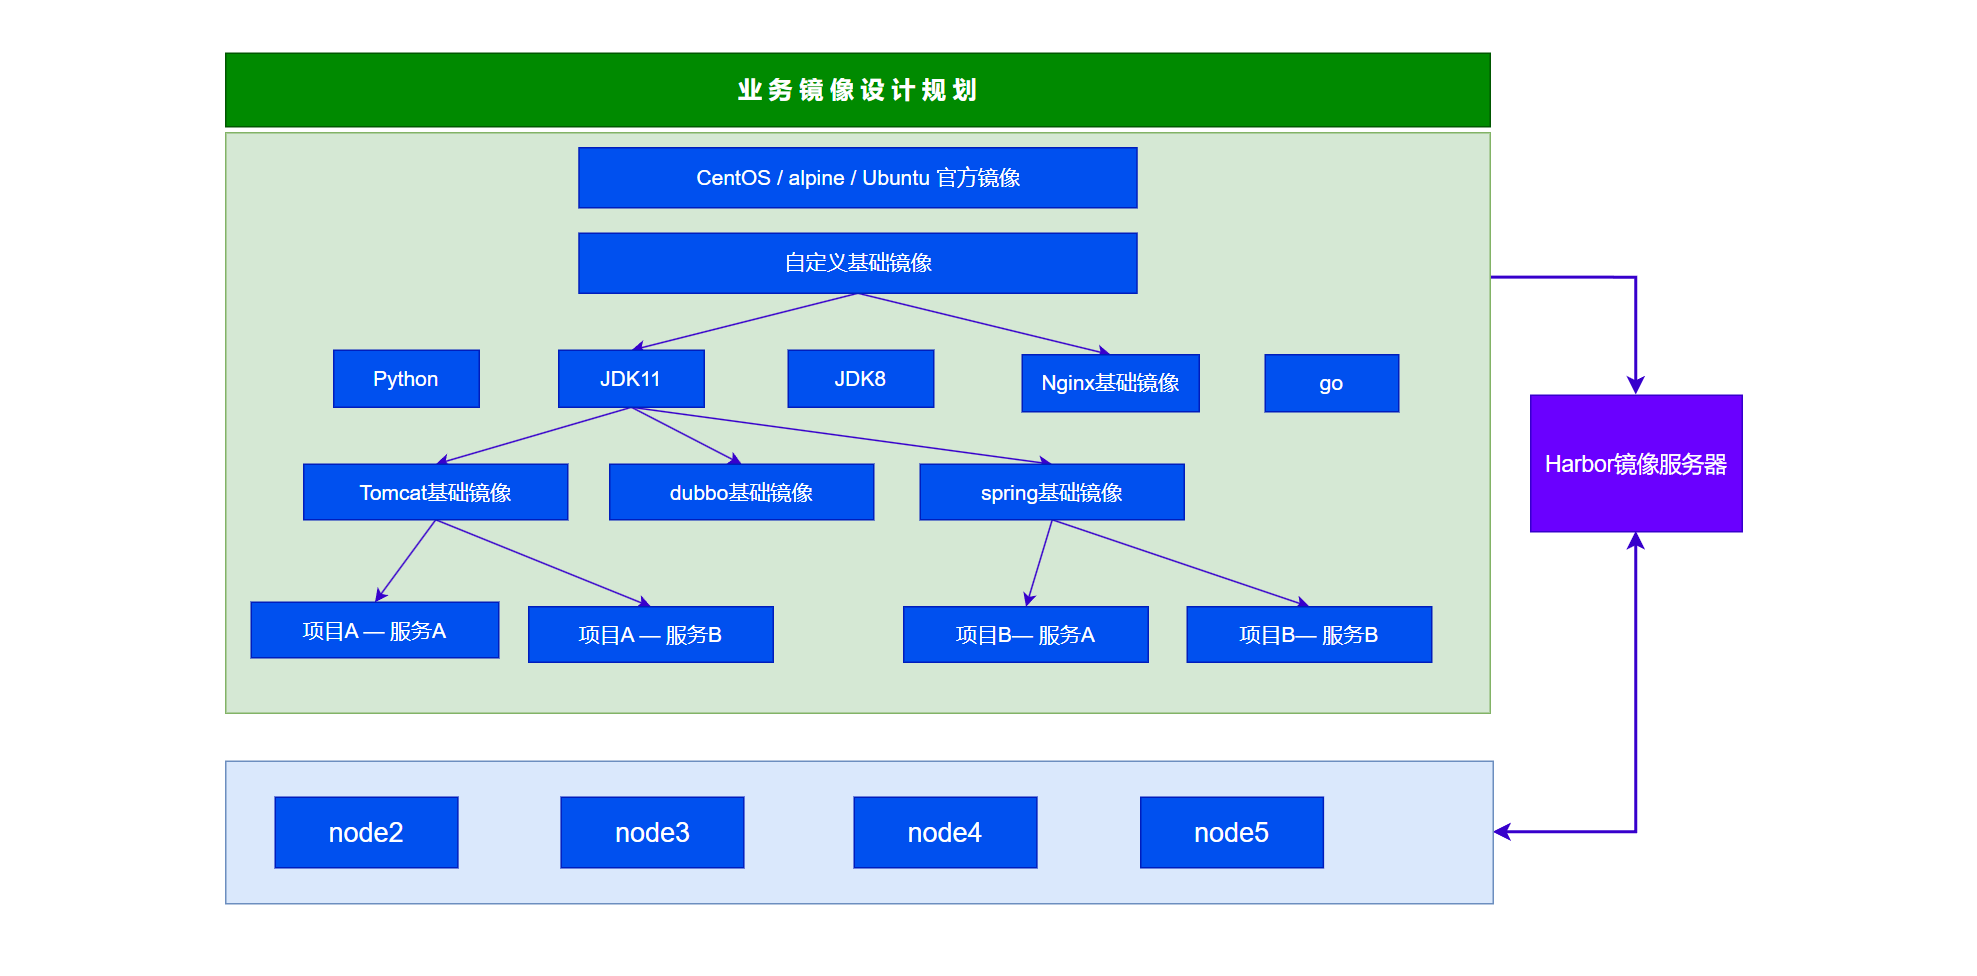 业务镜像设计规划
CentOS / alpine / Ubuntu 官方镜像
自定义基础镜像
Python
JDK11
JDK8
Nginx基础镜像
go
Harbor镜像服务器
Tomcat基础镜像
dubbo基础镜像
spring基础镜像
项目A — 服务A
项目A — 服务B
项目B— 服务A
项目B— 服务B
node2
node3
node4
node5